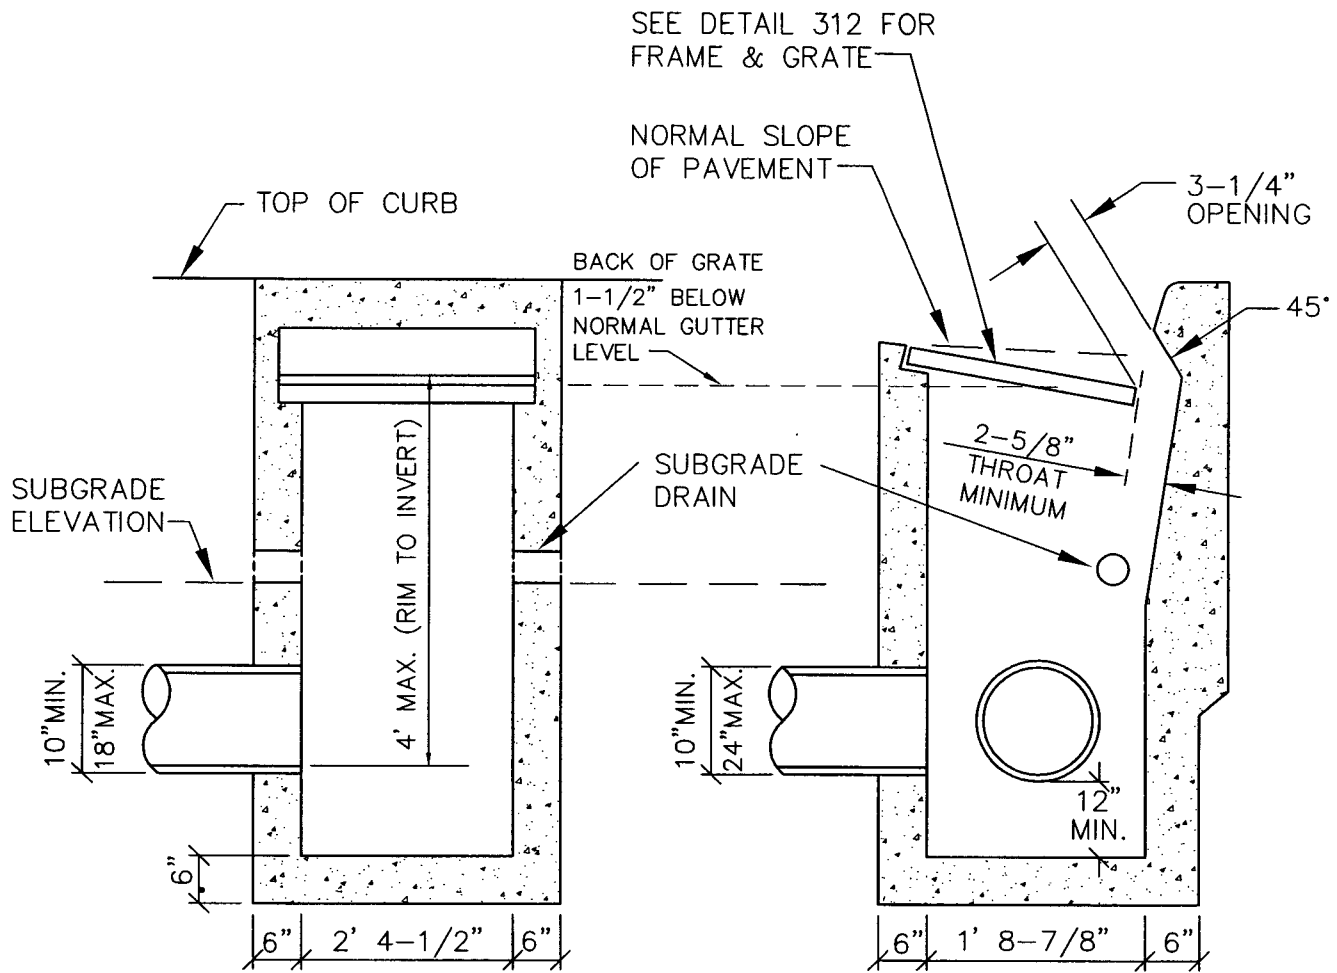 SEE DETAIL 312 FOR
FRAME & GRATE
NORMAL SLOPE
OF PAVEMENT
3-1/4"
OPENING
TOP OF CURB
BACK OF GRATE
1-1/2" BELOW
NORMAL GUTTER
LEVEL
45°
2-5/8"
THROAT
MINIMUM
SUBGRADE
DRAIN
SUBGRADE
ELEVATION
4' MAX. (RIM TO INVERT)
10"MIN.
18"MAX.
10"MIN.
24"MAX.
12"
MIN.
6"
6"
2' 4-1/2"
6"
6"
1' 8-7/8"
6"